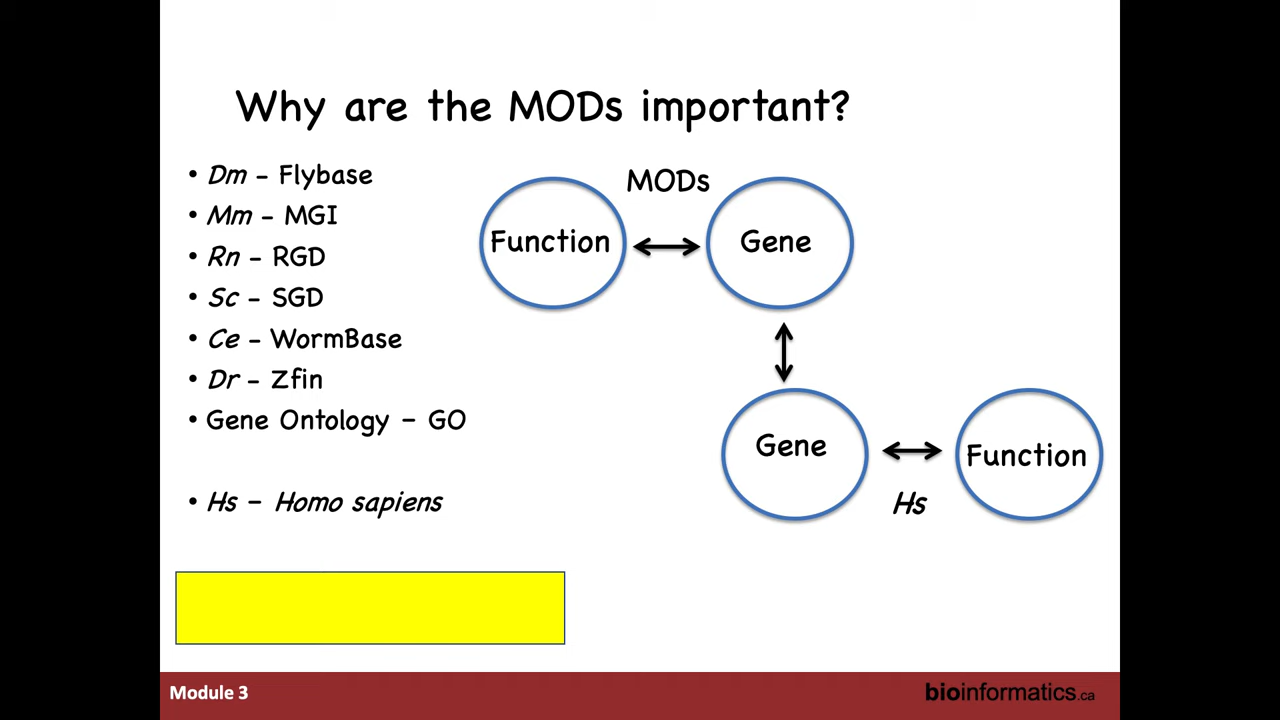 Why are the MODs important?
• Dm – Flybase
• Mm – MGI
• Rn – RGD
• Sc – SGD
• Ce – WormBase
• Dr – Zfin
• Gene Ontology – GO
• Hs – Homo sapiens
MODs
Function
Gene
Gene
Function
Hs
Module 3
bioinformatics.ca